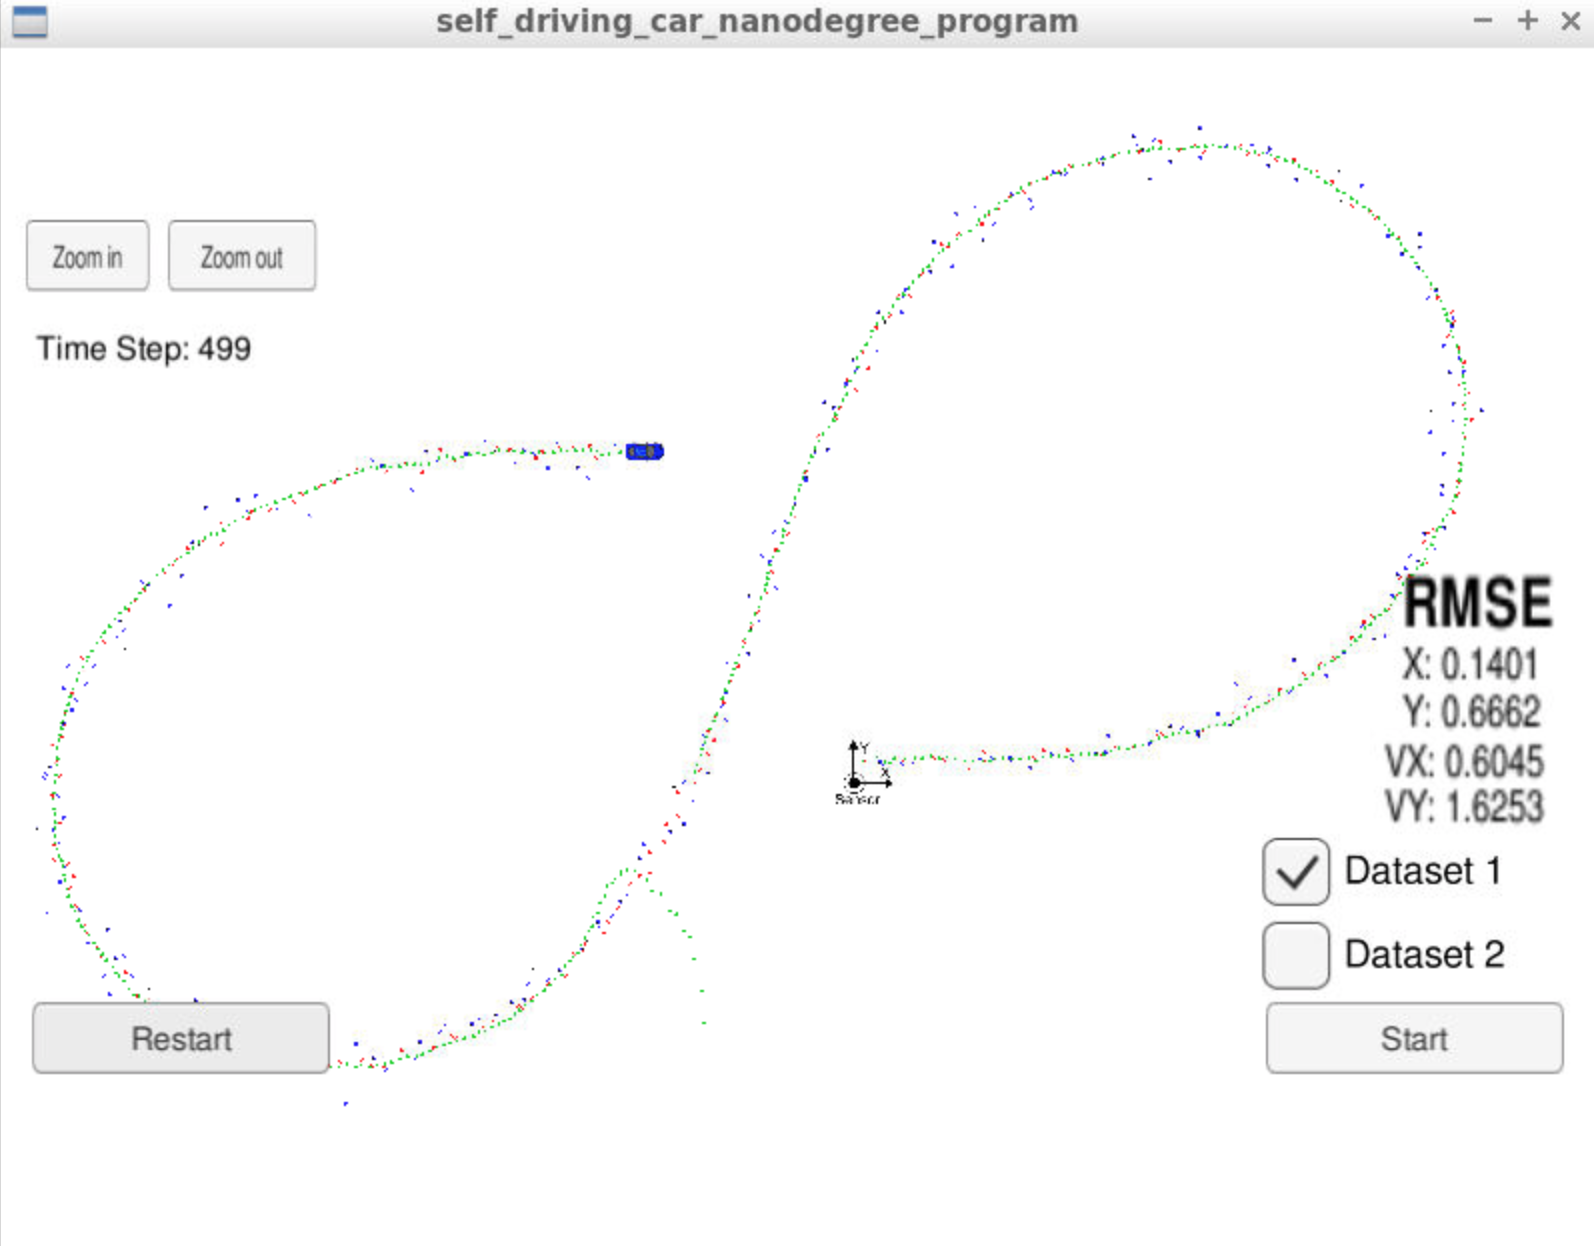 self_driving_car_nanodegree_program
Zoom in
Zoom out
Time Step: 499
Y
X
Sensor
RMSE
X: 0.1401
Y: 0.6662
VX: 0.6045
VY: 1.6253
Dataset 1
Dataset 2
Restart
Start